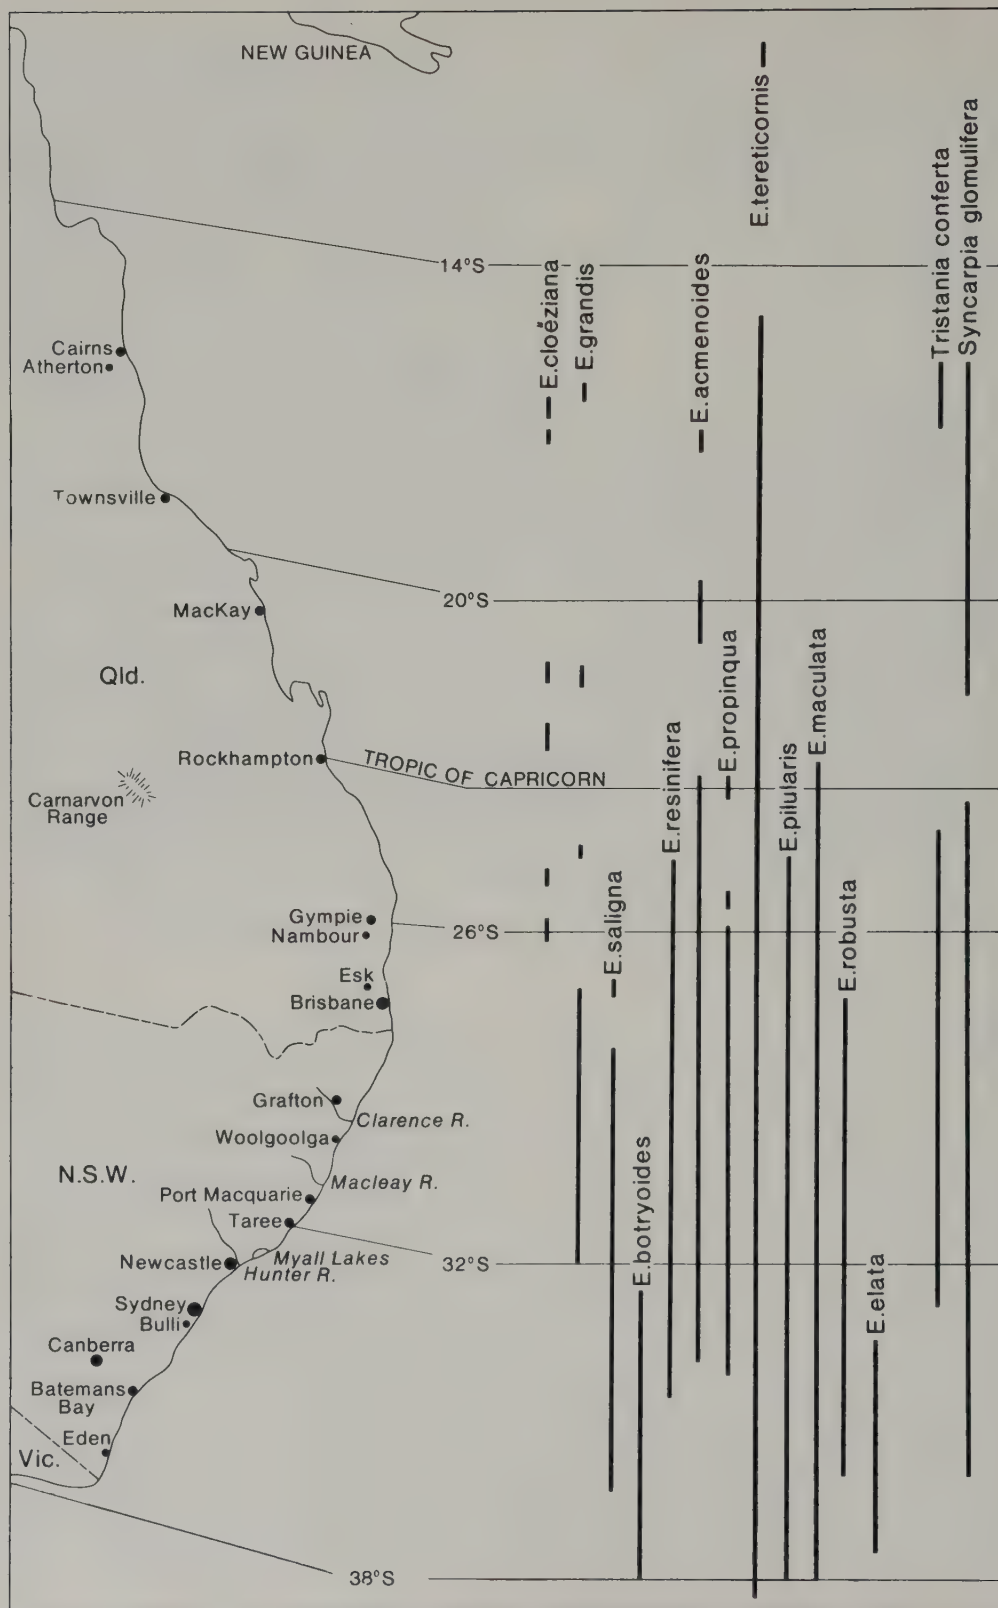 NEW GUINEA
E.tereticornis
Tristania conferta
Syncarpia glomulifera
14°S
E.cloëziana
E.grandis
E.acmenoides
Cairns
Atherton
Townsville
20°S
MacKay
Qld.
E.propinqua
E.maculata
Rockhampton
TROPIC OF CAPRICORN
E.resinifera
E.pilularis
Carnarvon
Range
Gympie
Nambour
26°S
E.saligna
E.robusta
Esk
Brisbane
Grafton
Clarence R.
Woolgoolga
N.S.W.
Macleay R.
Port Macquarie
Taree
E.botryoides
Newcastle
Myall Lakes
Hunter R.
32°S
E.elata
Sydney
Bulli
Canberra
Batemans
Bay
Eden
Vic.
38°S